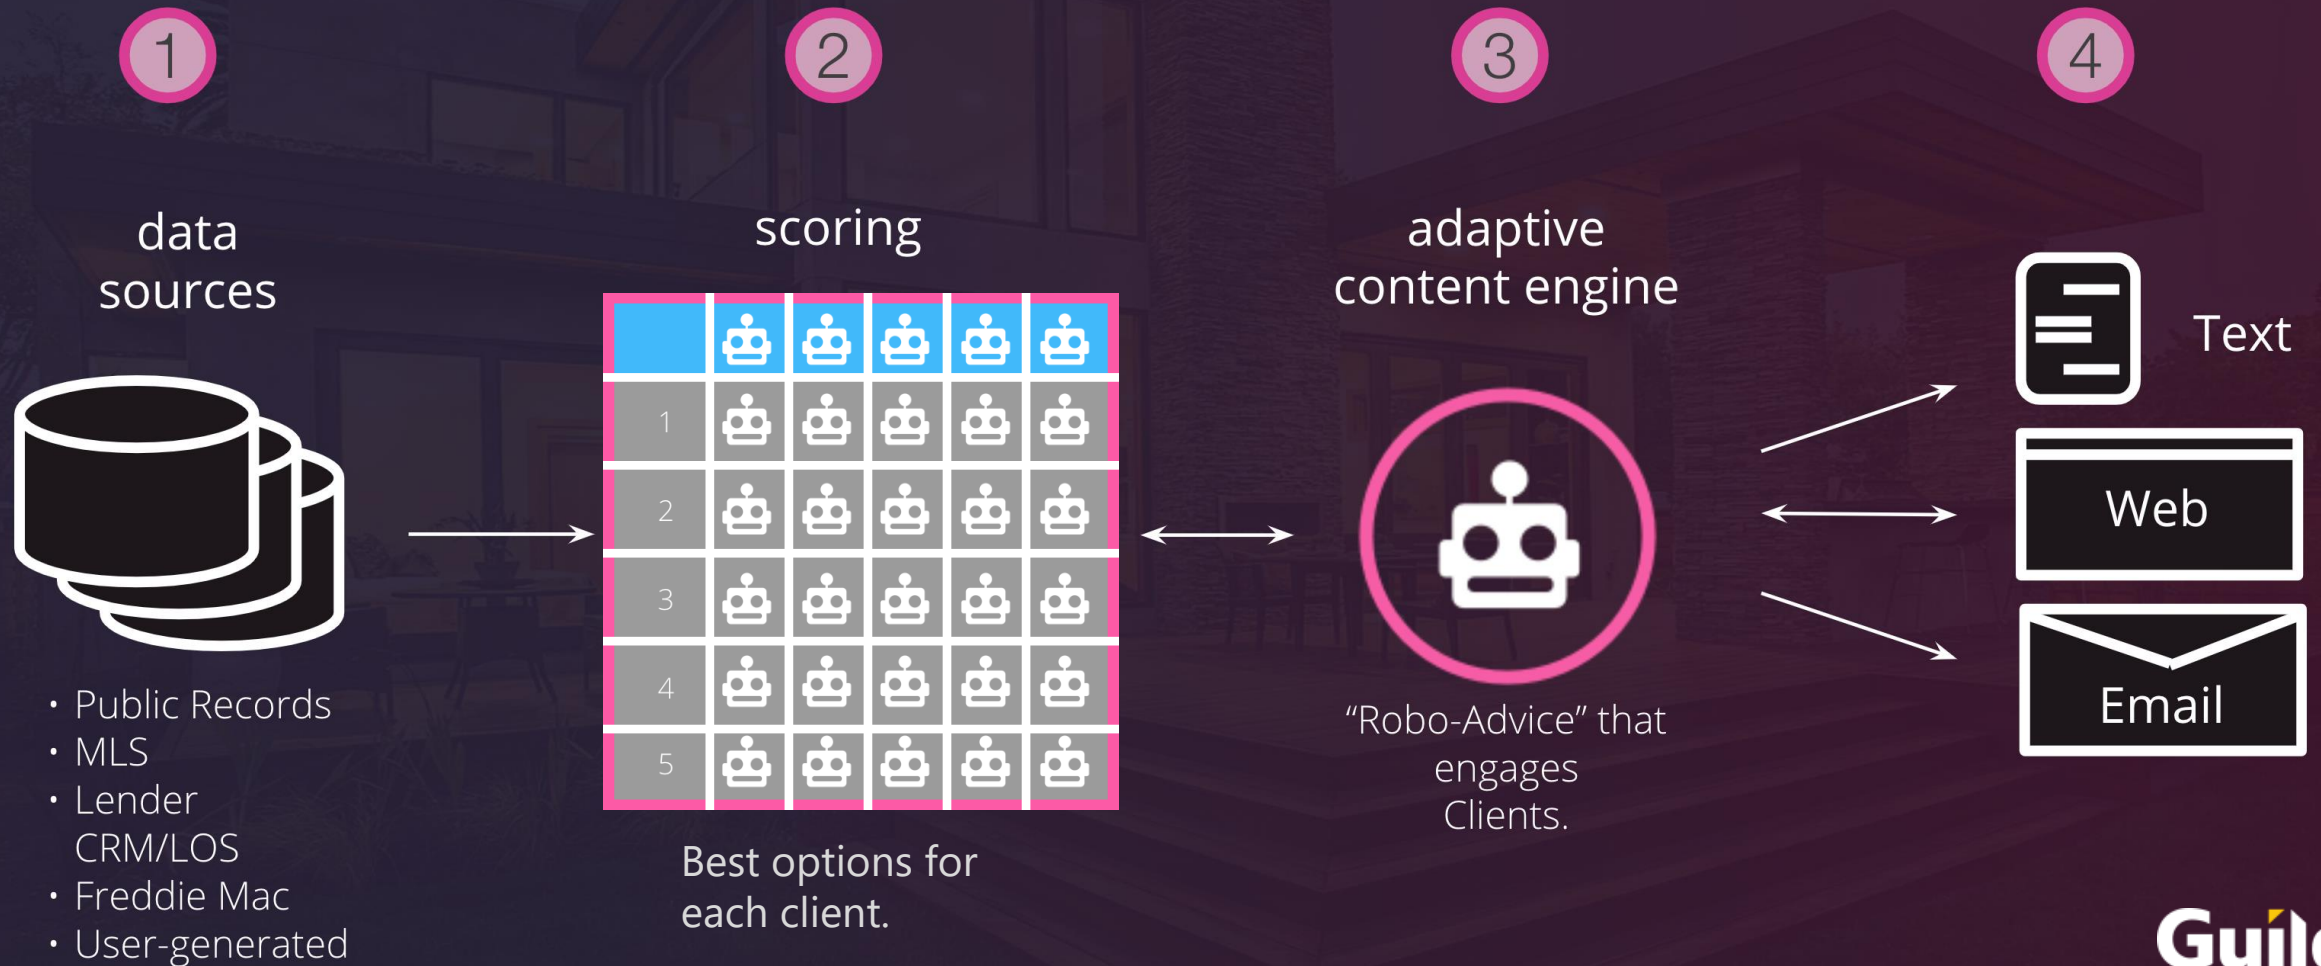 1
2
3
4
data
sources
scoring
adaptive
content engine
1
2
3
4
5
• Public Records
• MLS
• Lender
CRM/LOS
• Freddie Mac
• User-generated
Best options for
each client.
“Robo-Advice” that
engages
Clients.
Text
Web
Email